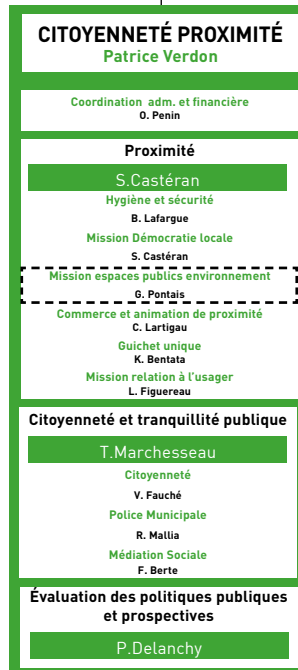 CITOYENNETÉ PROXIMITÉ
Patrice Verdon
Coordination adm. et financière
O. Penin
Proximité
S.Castéran
Hygiène et sécurité
B. Lafargue
Mission Démocratie locale
S. Castéran
Mission espaces publics environnement
G. Pontais
Commerce et animation de proximité
C. Lartigau
Guichet unique
K. Bentata
Mission relation à l'usager
L. Figuereau
Citoyenneté et tranquillité publique
T.Marchesseau
Citoyenneté
V. Fauché
Police Municipale
R. Mallia
Médiation Sociale
F. Berte
Évaluation des politiques publiques
et prospectives
P.Delanchy